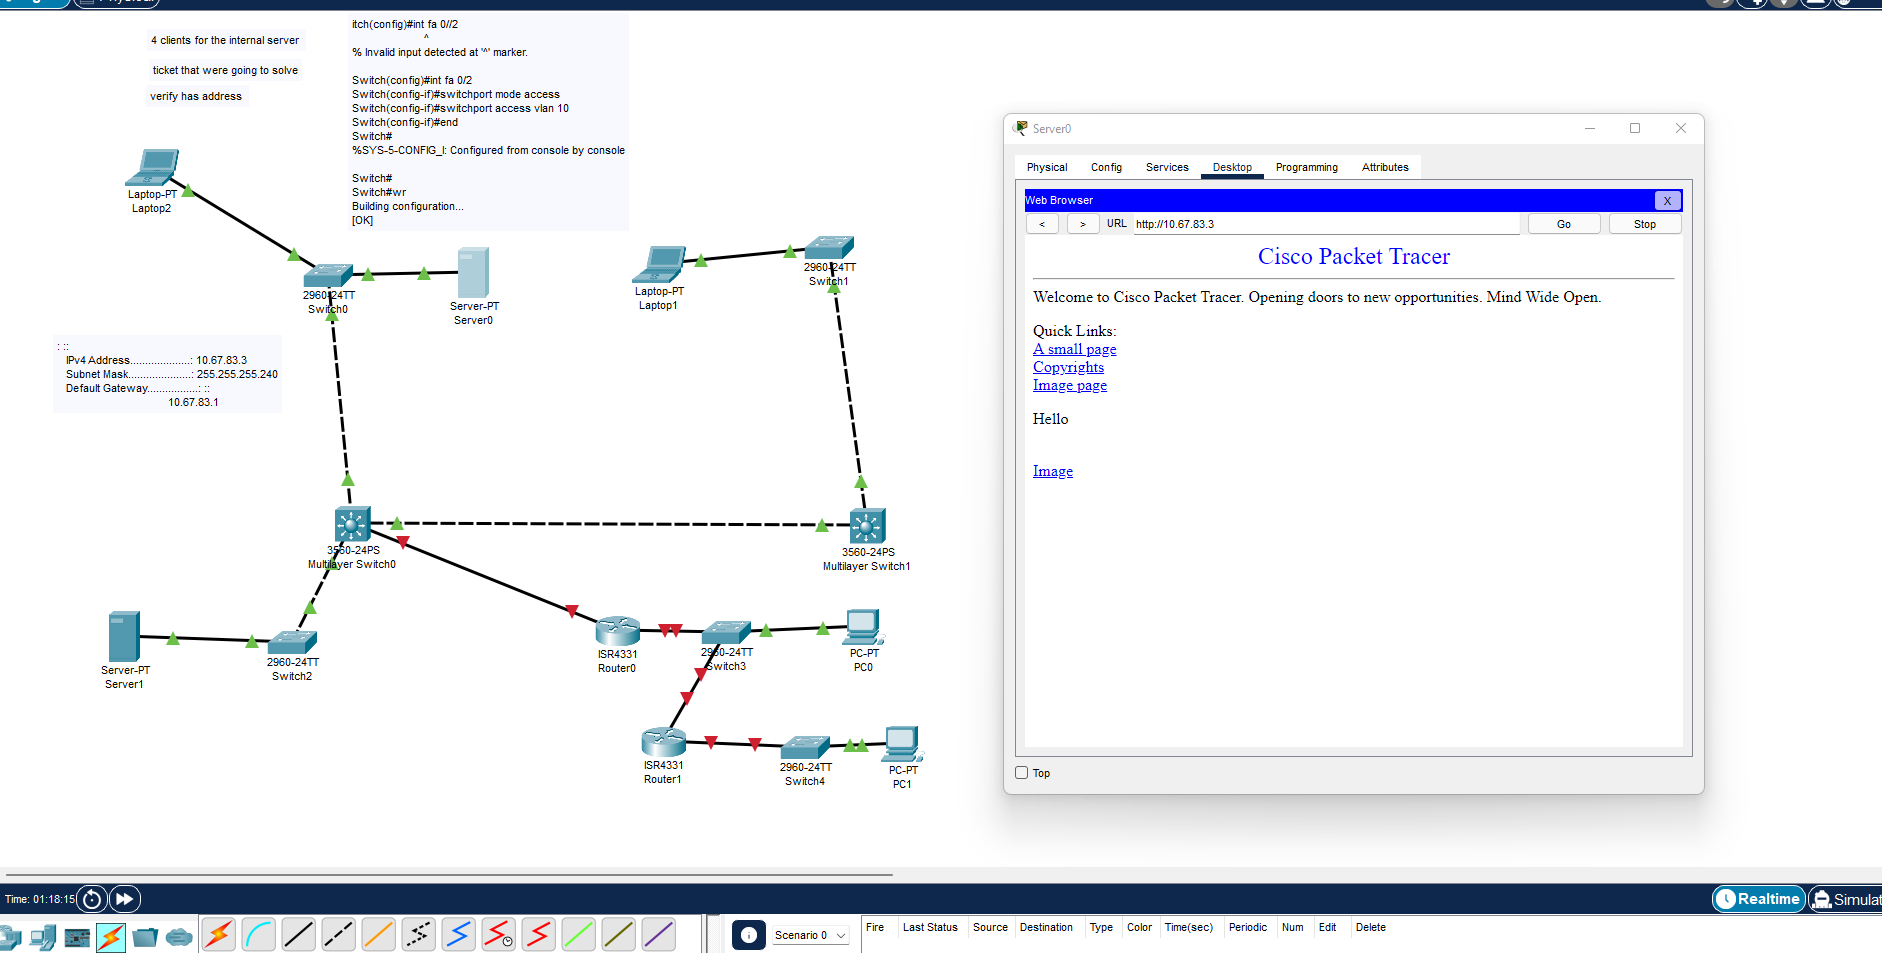 4 clients for the internal server
ticket that were going to solve
verify has address
itch(config)#int fa 0//2
^
% Invalid input detected at '^' marker.
Switch(config)#int fa 0/2
Switch(config-if)#switchport mode access
Switch(config-if)#switchport access vlan 10
Switch(config-if)#end
Switch#
%SYS-5-CONFIG_I: Configured from console by console
Switch#
Switch#wr
Building configuration...
[OK]
Laptop-PT
Laptop2
2960-24TT
Switch0
Server-PT
Server0
Laptop-PT
Laptop1
2960-24TT
Switch1
: ::
IPv4 Address....................: 10.67.83.3
Subnet Mask.....................: 255.255.255.240
Default Gateway.................: ::
10.67.83.1
3560-24PS
Multilayer Switch0
3560-24PS
Multilayer Switch1
Server-PT
Server1
2960-24TT
Switch2
ISR4331
Router0
2960-24TT
Switch3
PC-PT
PC0
ISR4331
Router1
2960-24TT
Switch4
PC-PT
PC1
Server0
Physical Config Services Desktop Programming Attributes
Web Browser X
< > URL http://10.67.83.3 Go Stop
Cisco Packet Tracer
Welcome to Cisco Packet Tracer. Opening doors to new opportunities. Mind Wide Open.
Quick Links:
A small page
Copyrights
Image page
Hello
Image
Top
Time: 01:18:15
Realtime
Simulat
Scenario 0
Fire Last Status Source Destination Type Color Time(sec) Periodic Num Edit Delete